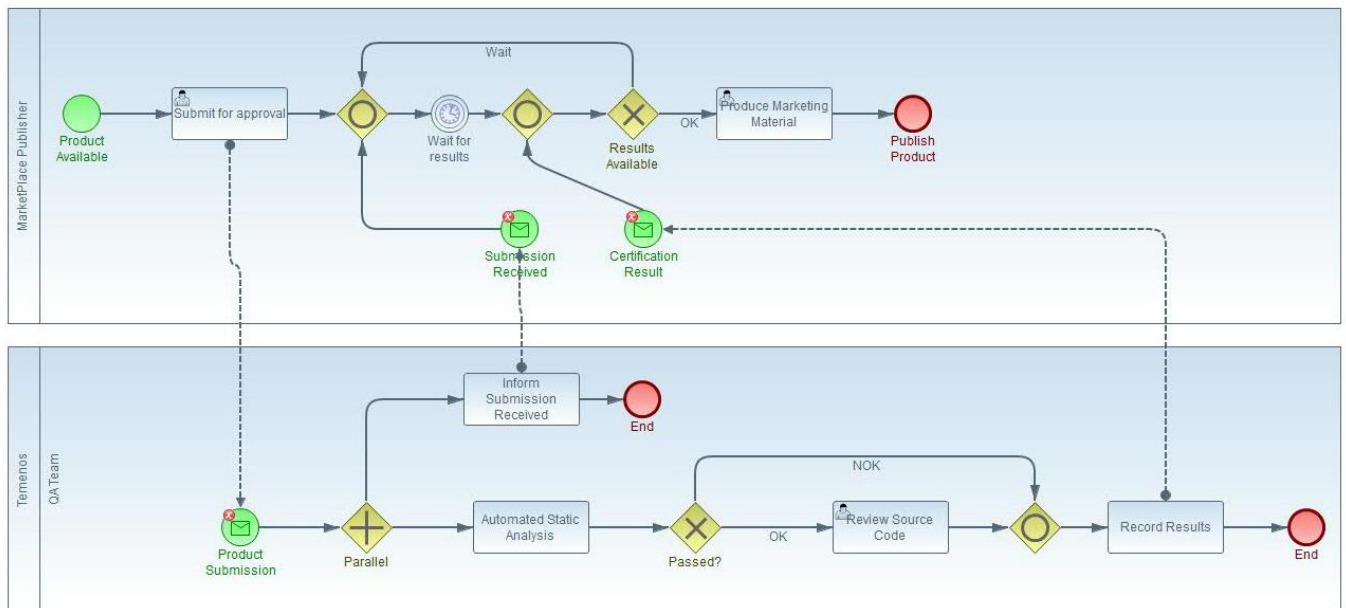 MarketPlace Publisher
Wait
Product
Available
Submit for approval
Wait for
results
Results
Available
OK
Produce Marketing
Material
Publish
Product
Submission
Received
Certification
Result
Temenos
QA Team
Inform
Submission
Received
End
NOK
Product
Submission
Parallel
Automated Static
Analysis
Passed?
OK
Review Source
Code
Record Results
End